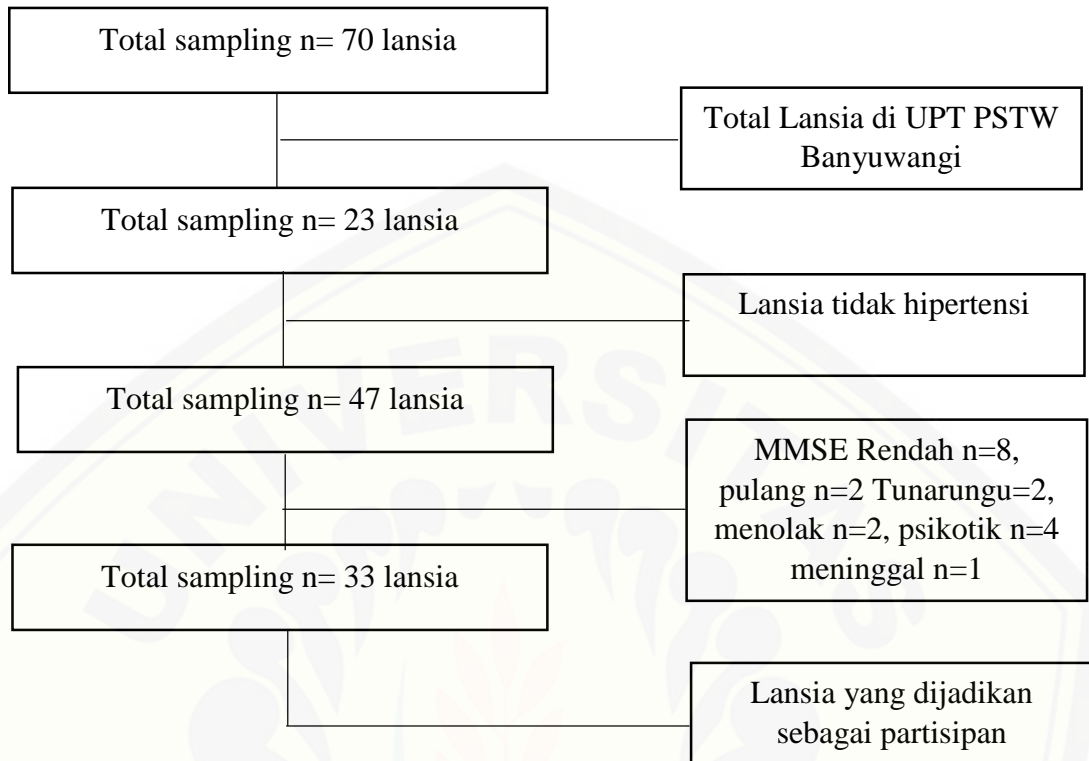 Total sampling n= 70 lansia
Total Lansia di UPT PSTW
Banyuwangi
Total sampling n= 23 lansia
Lansia tidak hipertensi
Total sampling n= 47 lansia
MMSE Rendah n=8,
pulang n=2 Tunarungu=2,
menolak n=2, psikotik n=4
meninggal n=1
Total sampling n= 33 lansia
Lansia yang dijadikan
sebagai partisipan
UNIVERSITAS